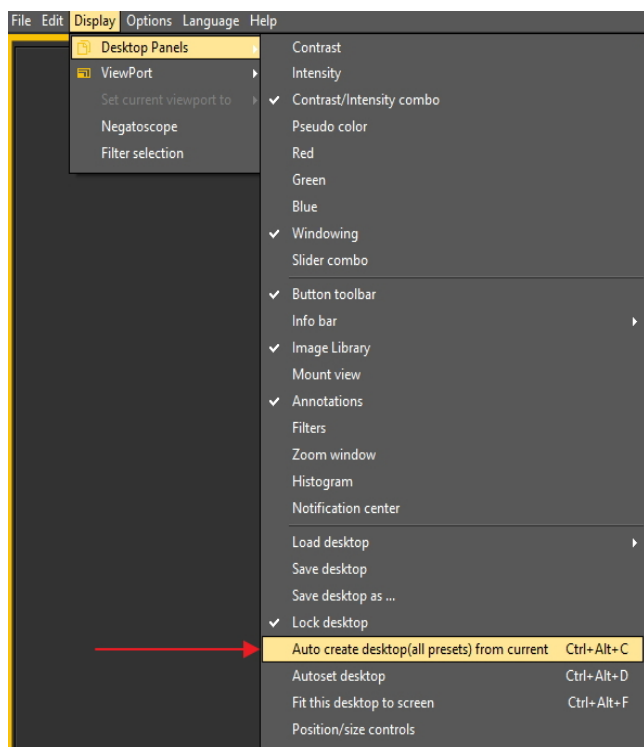 File Edit Display Options Language Help
Desktop Panels
ViewPort
Set current viewport to
Negatoscope
Filter selection
Contrast
Intensity
Contrast/Intensity combo
Pseudo color
Red
Green
Blue
Windowing
Slider combo
Button toolbar
Info bar
Image Library
Mount view
Annotations
Filters
Zoom window
Histogram
Notification center
Load desktop
Save desktop
Save desktop as ...
Lock desktop
Auto create desktop(all presets) from current Ctrl+Alt+C
Autoset desktop Ctrl+Alt+D
Fit this desktop to screen Ctrl+Alt+F
Position/size controls